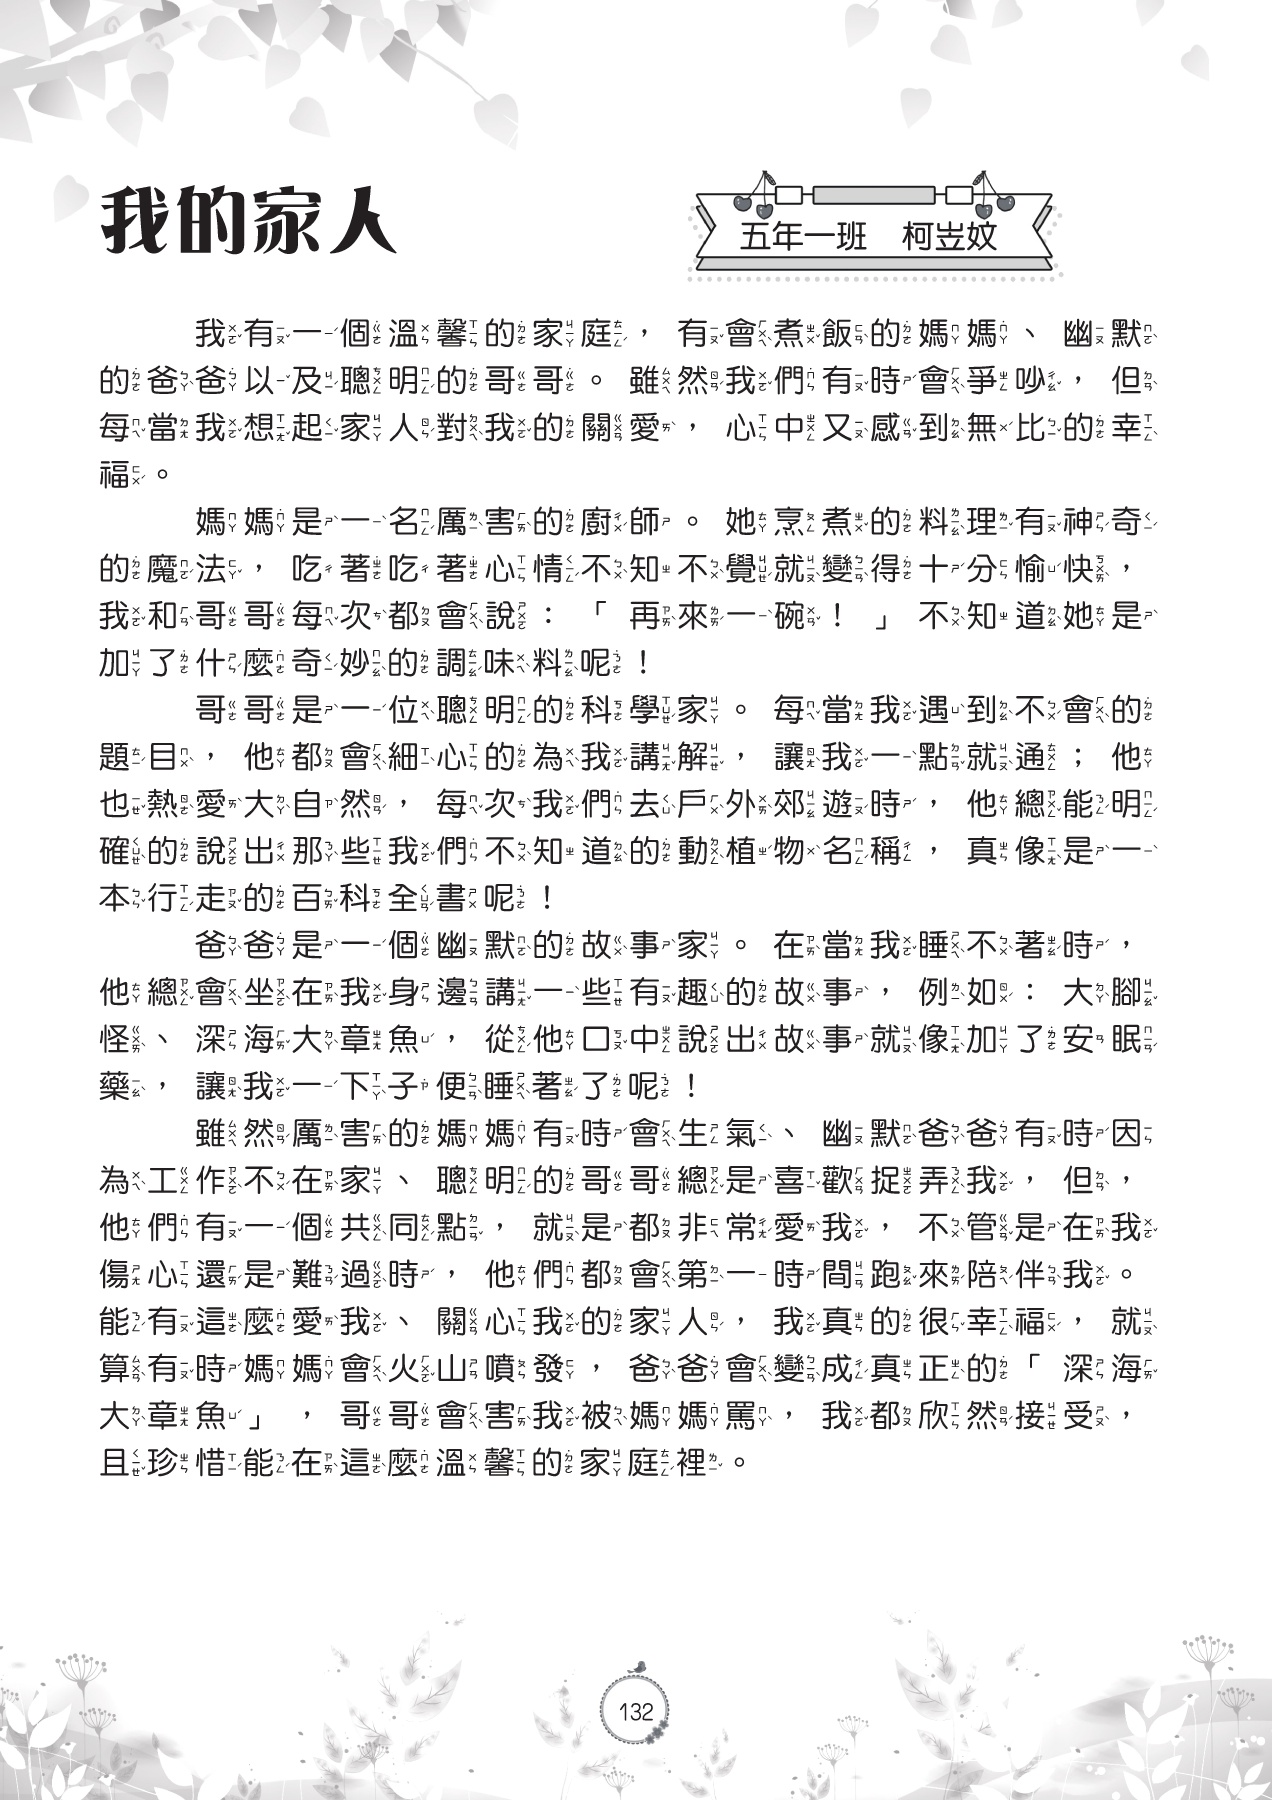 我的家人
五年一班　柯岦妏
我有一個溫馨的家庭，有會煮飯的媽媽、幽默
的爸爸以及聰明的哥哥。雖然我們有時會爭吵，但
每當我想起家人對我的關愛，心中又感到無比的幸
福。
媽媽是一名厲害的廚師。她烹煮的料理有神奇
的魔法，吃著吃著心情不知不覺就變得十分愉快，
我和哥哥每次都會說：「再來一碗！」不知道她是
加了什麼奇妙的調味料呢！
哥哥是一位聰明的科學家。每當我遇到不會的
題目，他都會細心的為我講解，讓我一點就通；他
也熱愛大自然，每次我們去戶外郊遊時，他總能明
確的說出那些我們不知道的動植物名稱，真像是一
本行走的百科全書呢！
爸爸是一個幽默的故事家。在當我睡不著時，
他總會坐在我身邊講一些有趣的故事，例如：大腳
怪、深海大章魚，從他口中說出故事就像加了安眠
藥，讓我一下子便睡著了呢！
雖然厲害的媽媽有時會生氣、幽默爸爸有時因
為工作不在家、聰明的哥哥總是喜歡捉弄我，但，
他們有一個共同點，就是都非常愛我，不管是在我
傷心還是難過時，他們都會第一時間跑來陪伴我。
能有這麼愛我、關心我的家人，我真的很幸福，就
算有時媽媽會火山噴發，爸爸會變成真正的「深海
大章魚」，哥哥會害我被媽媽罵，我都欣然接受，
且珍惜能在這麼溫馨的家庭裡。
132